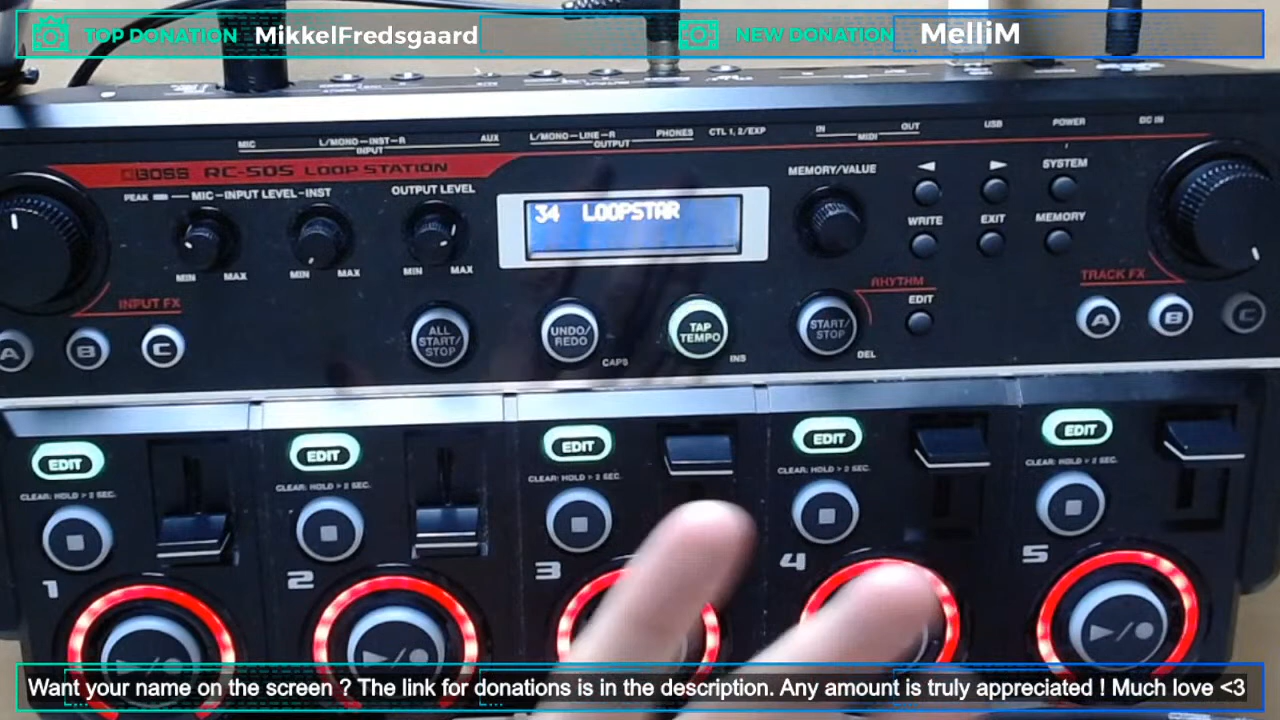 TOP DONATION MikkelFredsgaard
NEW DONATION MelliM
MIC L/MONO—INST—R AUX L/MONO—LINE—R PHONES CTL 1, 2/EXP IN OUT USB POWER DC IN
INPUT OUTPUT MIDI
BOSS RC-505 LOOP STATION
MEMORY/VALUE ◄ ► SYSTEM
PEAK MIC—INPUT LEVEL—INST OUTPUT LEVEL
34 LOOPSTAR
WRITE EXIT MEMORY
MIN MAX MIN MAX MIN MAX
INPUT FX
RHYTHM
EDIT
TRACK FX
A B C
ALL START/STOP
UNDO/REDO
CAPS
TAP TEMPO
INS
START/STOP
DEL
A B C
EDIT EDIT EDIT EDIT EDIT
CLEAR: HOLD > 2 SEC. CLEAR: HOLD > 2 SEC. CLEAR: HOLD > 2 SEC. CLEAR: HOLD > 2 SEC. CLEAR: HOLD > 2 SEC.
1 2 3 4 5
Want your name on the screen ? The link for donations is in the description. Any amount is truly appreciated ! Much love <3